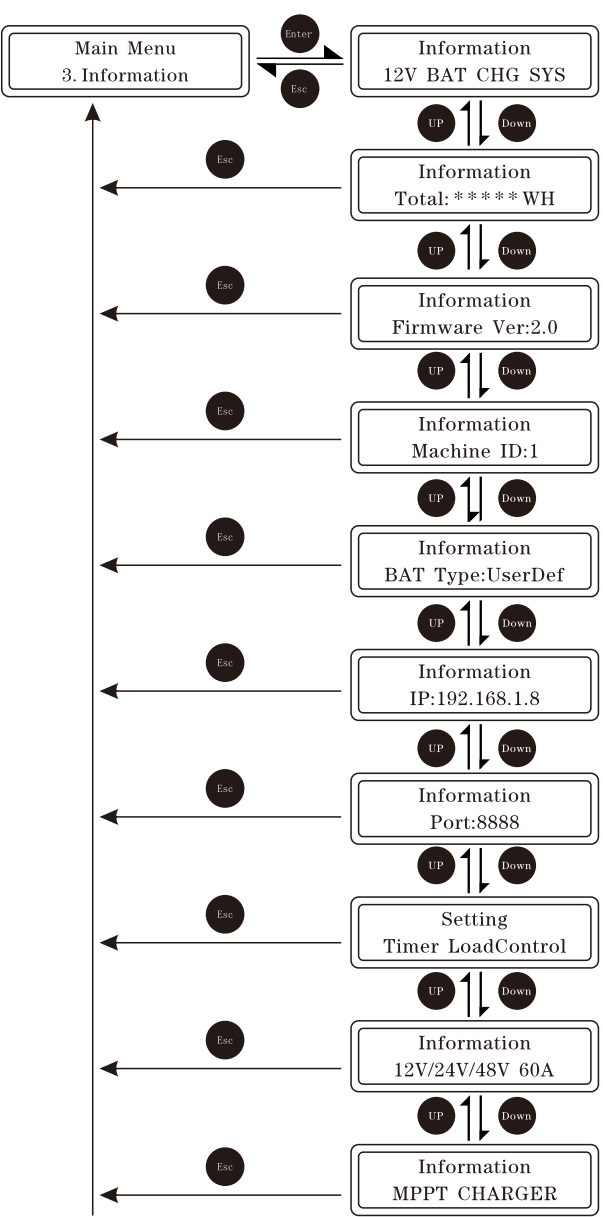 Enter
Main Menu
3. Information
Information
12V BAT CHG SYS
Esc
UP Down
Esc
Information
Total: ***** WH
UP Down
Esc
Information
Firmware Ver:2.0
UP Down
Esc
Information
Machine ID:1
UP Down
Esc
Information
BAT Type:UserDef
UP Down
Esc
Information
IP:192.168.1.8
UP Down
Esc
Information
Port:8888
UP Down
Esc
Setting
Timer LoadControl
UP Down
Esc
Information
12V/24V/48V 60A
UP Down
Esc
Information
MPPT CHARGER